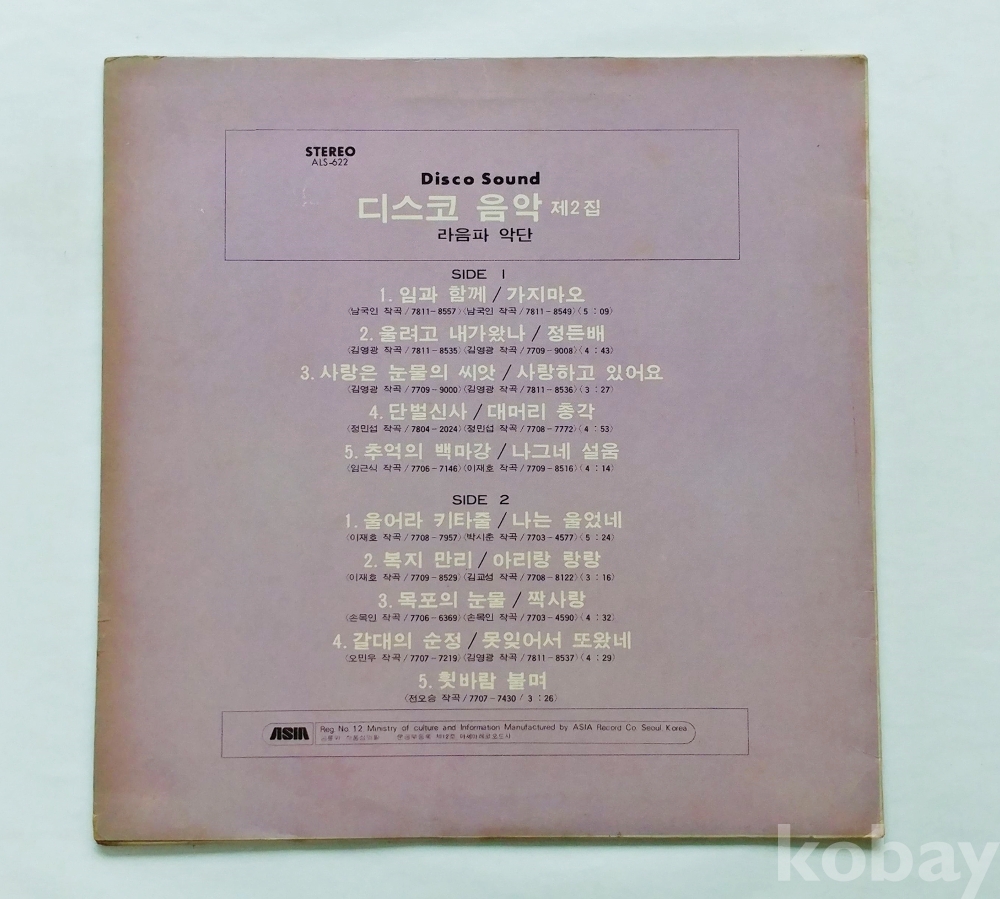 STEREO
ALS-622
Disco Sound
디스코 음악 제2집
라음파 악단
SIDE 1
1. 임과 함께 / 가지마오
(남국인 작곡/7811-8557) (남국인 작곡/7811-8549) (5 : 09)
2. 울려고 내가왔나 / 정든배
(김영광 작곡/7811-8535) (김영광 작곡/7709-9008) (4 : 43)
3. 사랑은 눈물의 씨앗 / 사랑하고 있어요
(김영광 작곡/7709-9000) (김영광 작곡/7811-8536) (3 : 27)
4. 단벌신사 / 대머리 총각
(정민섭 작곡/7804-2024) (정민섭 작곡/7708-7772) (4 : 53)
5. 추억의 백마강 / 나그네 설움
(임근식 작곡/7706-7146) (이재호 작곡/7709-8516) (4 : 14)
SIDE 2
1. 울어라 키타줄 / 나는 울었네
(이재호 작곡/7708-7957) (박시춘 작곡/7703-4577) (5 : 24)
2. 복지 만리 / 아리랑 랑랑
(이재호 작곡/7709-8529) (김교성 작곡/7708-8122) (3 : 16)
3. 목포의 눈물 / 짝사랑
(손목인 작곡/7706-6369) (손목인 작곡/7703-4590) (4 : 32)
4. 갈대의 순정 / 못잊어서 또왔네
(오민우 작곡/7707-7219) (김영광 작곡/7811-8537) (4 : 29)
5. 휫바람 불며
(전오승 작곡/7707-7430 / 3 : 26)
ASIA
Reg No 12 Ministry of culture and Information Manufactured by ASIA Record Co Seoul Korea
kobay